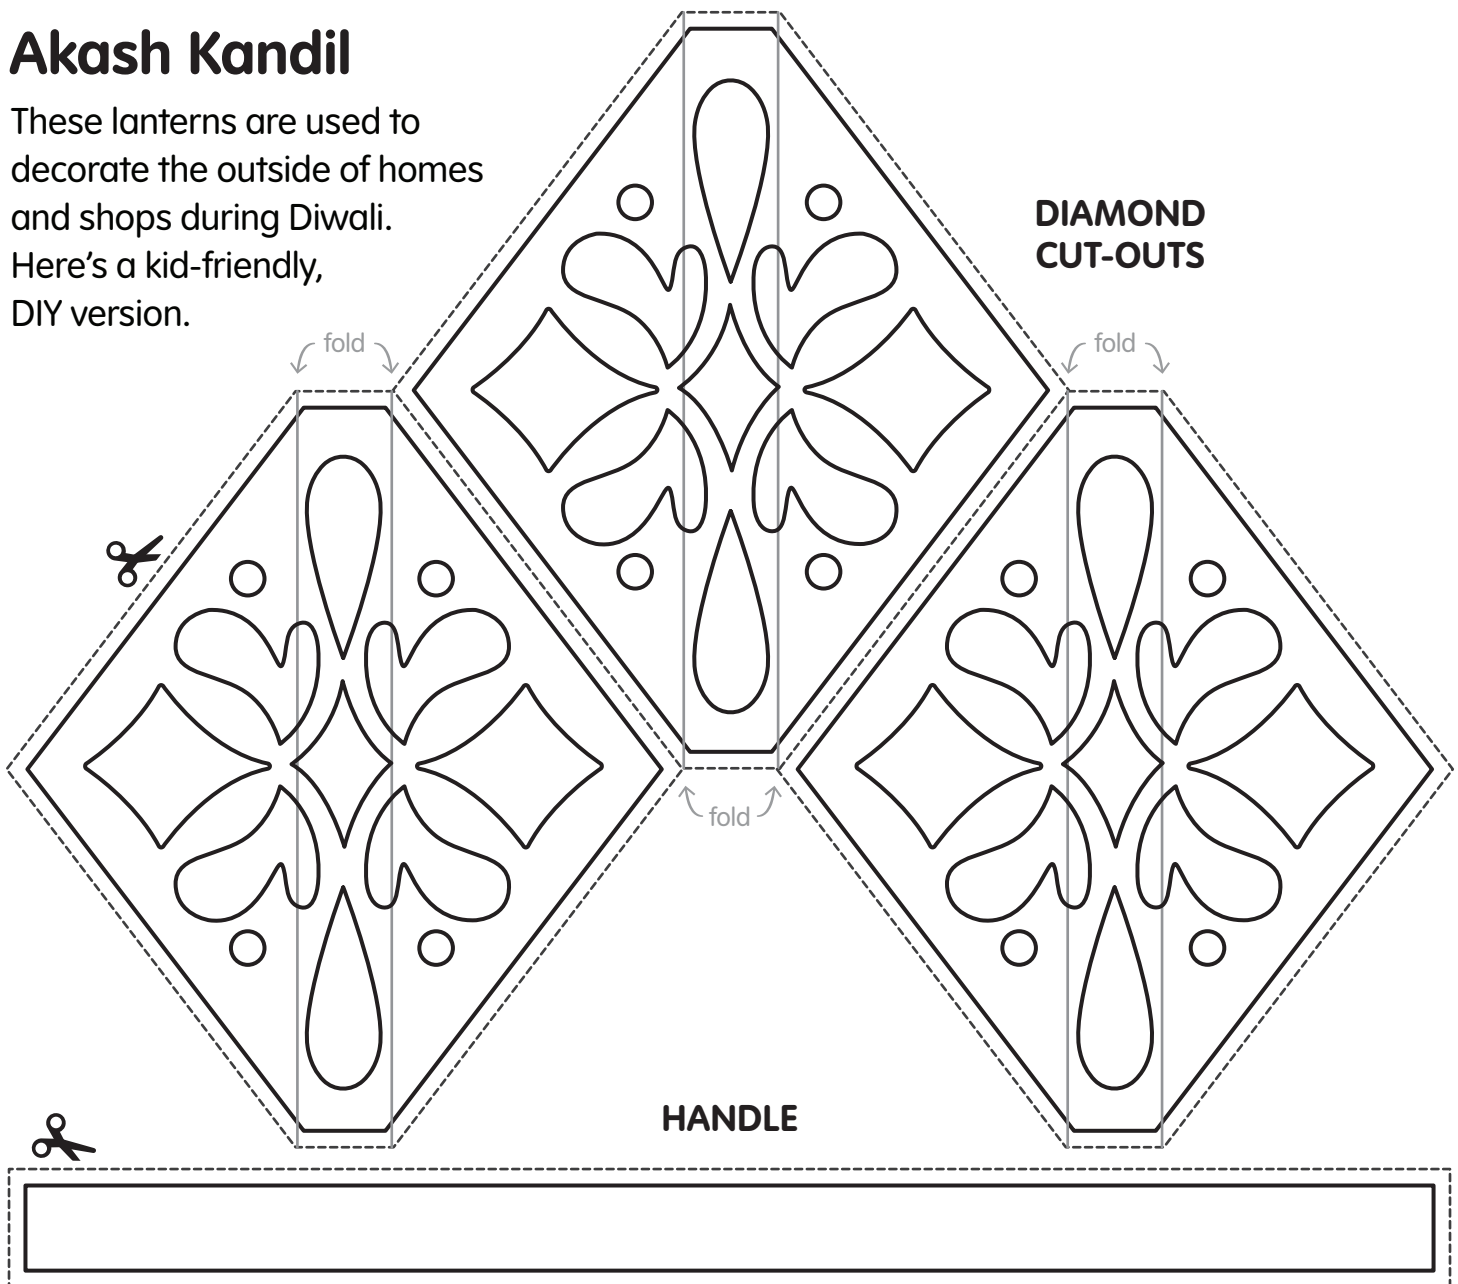 Akash Kandil
These lanterns are used to
decorate the outside of homes
and shops during Diwali.
Here's a kid-friendly,
DIY version.
DIAMOND
CUT-OUTS
fold
fold
fold
HANDLE